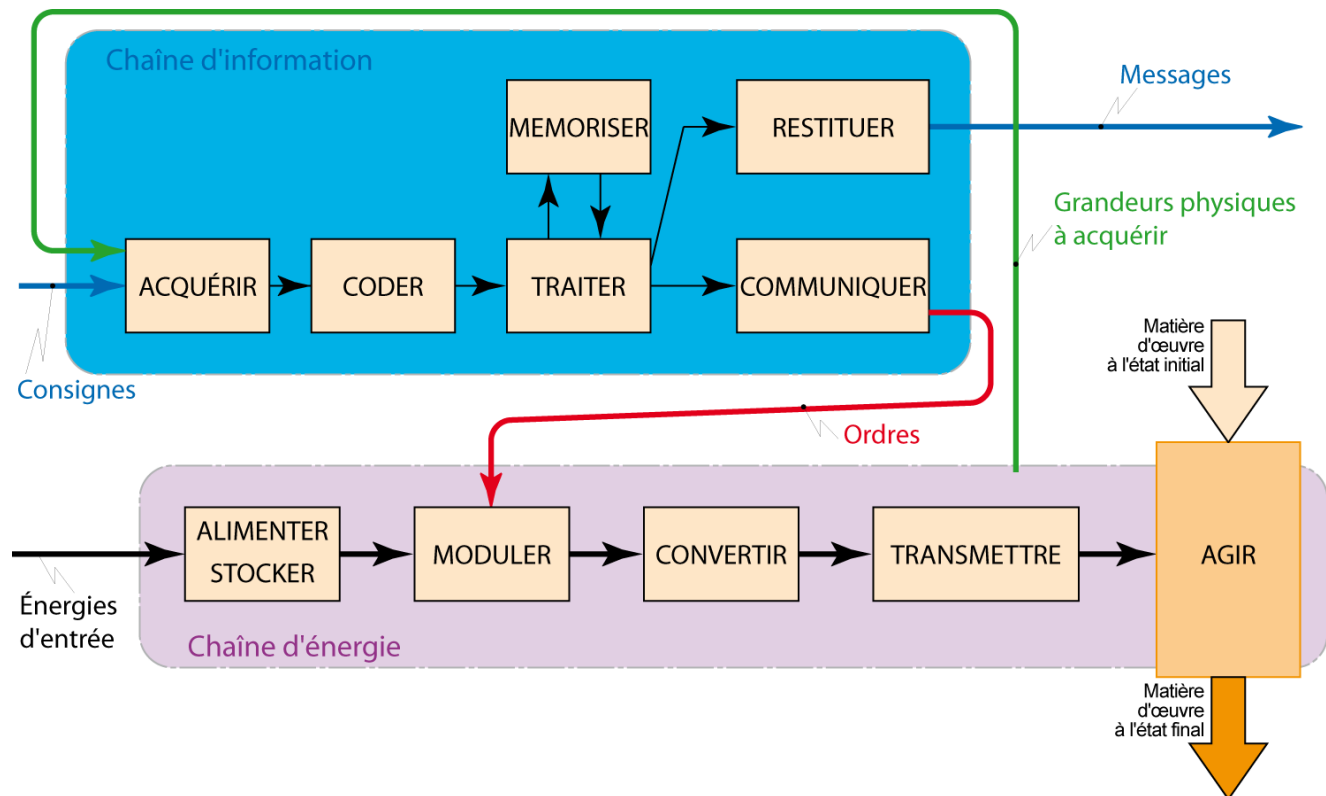 Chaîne d'information
Messages
MEMORISER
RESTITUER
Grandeurs physiques
à acquérir
ACQUÉRIR
CODER
TRAITER
COMMUNIQUER
Consignes
Matière
d'œuvre
à l'état initial
Ordres
ALIMENTER
STOCKER
MODULER
CONVERTIR
TRANSMETTRE
AGIR
Énergies
d'entrée
Chaîne d'énergie
Matière
d'œuvre
à l'état final